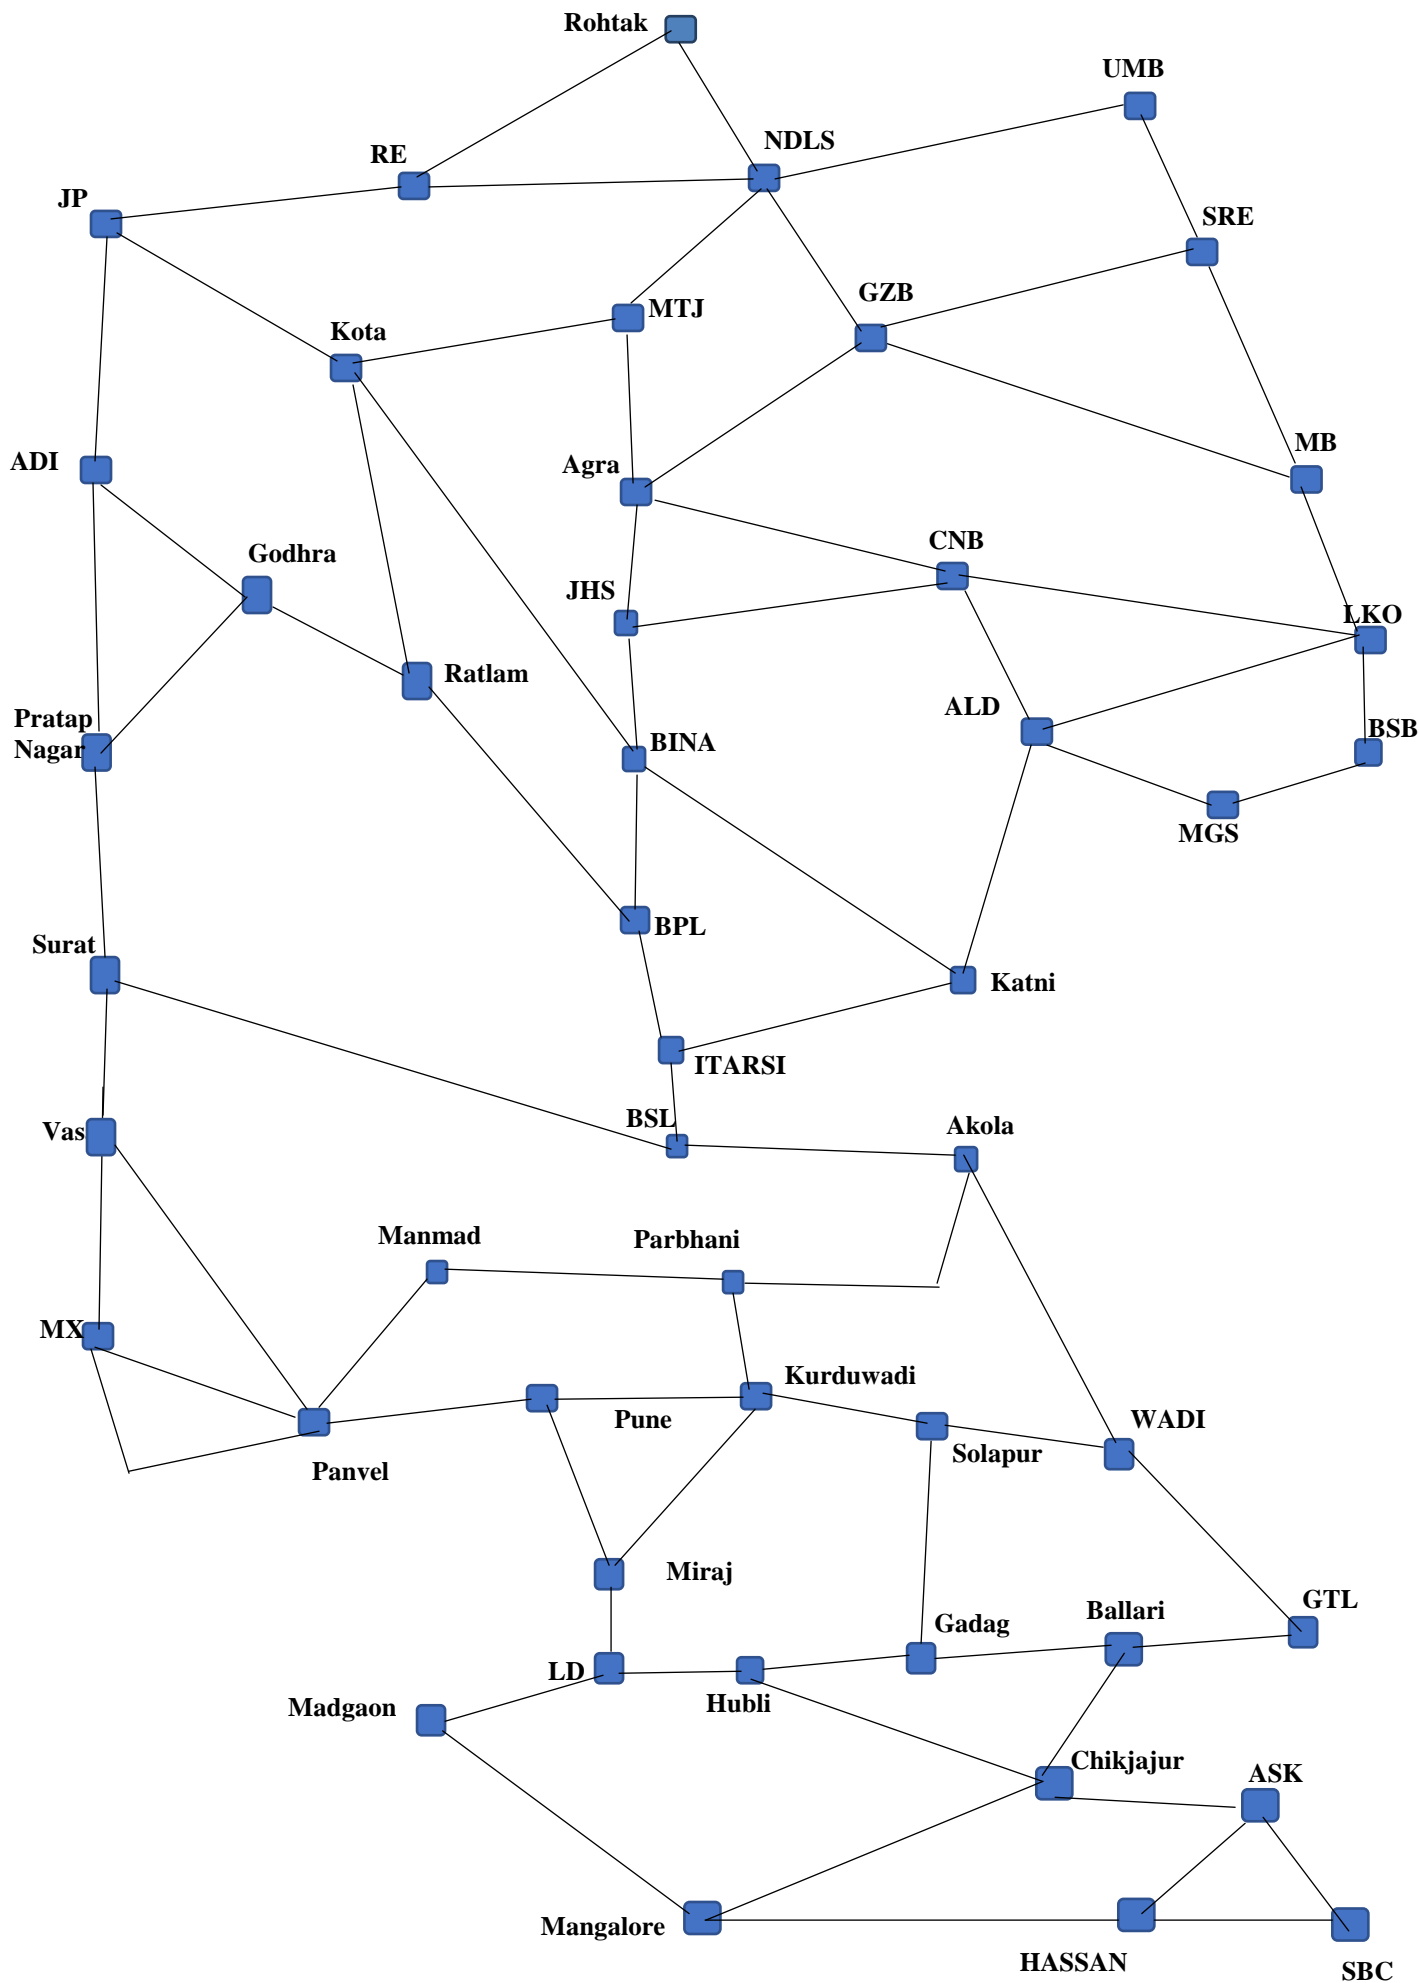 Rohtak
UMB
NDLS
RE
JP
SRE
GZB
MTJ
Kota
MB
ADI
Agra
CNB
Godhra
JHS
LKO
Ratlam
ALD
Pratap
Nagar
BSB
BINA
MGS
BPL
Surat
Katni
ITARSI
BSL
Akola
Vas
Manmad
Parbhani
MX
Kurduwadi
Pune
WADI
Solapur
Panvel
Miraj
GTL
Ballari
Gadag
LD
Hubli
Madgaon
Chikjajur
ASK
Mangalore
HASSAN
SBC